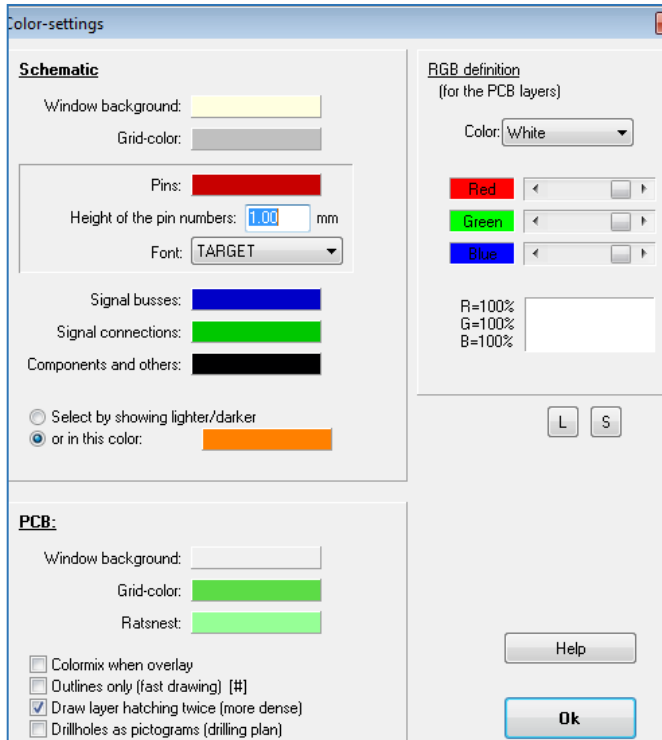 Color-settings
Schematic
Window background:
Grid-color:
Pins:
Height of the pin numbers: 1.00 mm
Font: TARGET
Signal busses:
Signal connections:
Components and others:
Select by showing lighter/darker
or in this color:
RGB definition
(for the PCB layers)
Color: White
Red
Green
Blue
R=100%
G=100%
B=100%
L S
PCB:
Window background:
Grid-color:
Ratsnest:
Colormix when overlay
Outlines only (fast drawing) [#]
Draw layer hatching twice (more dense)
Drillholes as pictograms (drilling plan)
Help
Ok